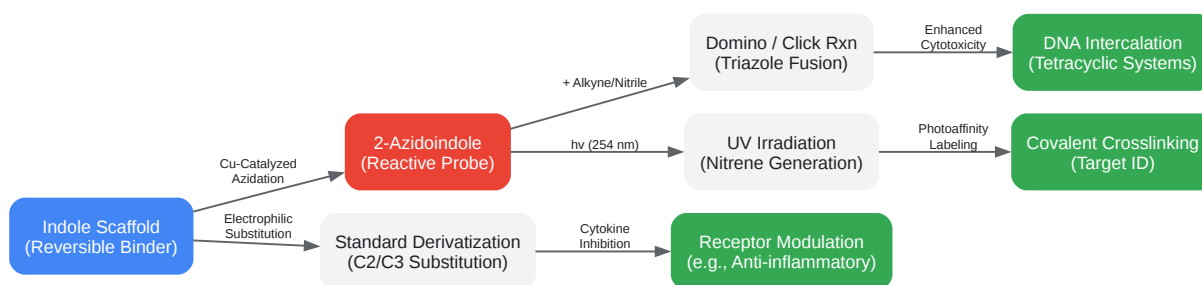 Domino / Click Rxn
(Triazole Fusion)
Enhanced
Cytotoxicity
DNA Intercalation
(Tetracyclic Systems)
+ Alkyne/Nitrile
2-Azidoindole
(Reactive Probe)
hv (254 nm)
UV Irradiation
(Nitrene Generation)
Photoaffinity
Labeling
Covalent Crosslinking
(Target ID)
Cu-Catalyzed
Azidation
Indole Scaffold
(Reversible Binder)
Electrophilic
Substitution
Standard Derivatization
(C2/C3 Substitution)
Cytokine
Inhibition
Receptor Modulation
(e.g., Anti-inflammatory)